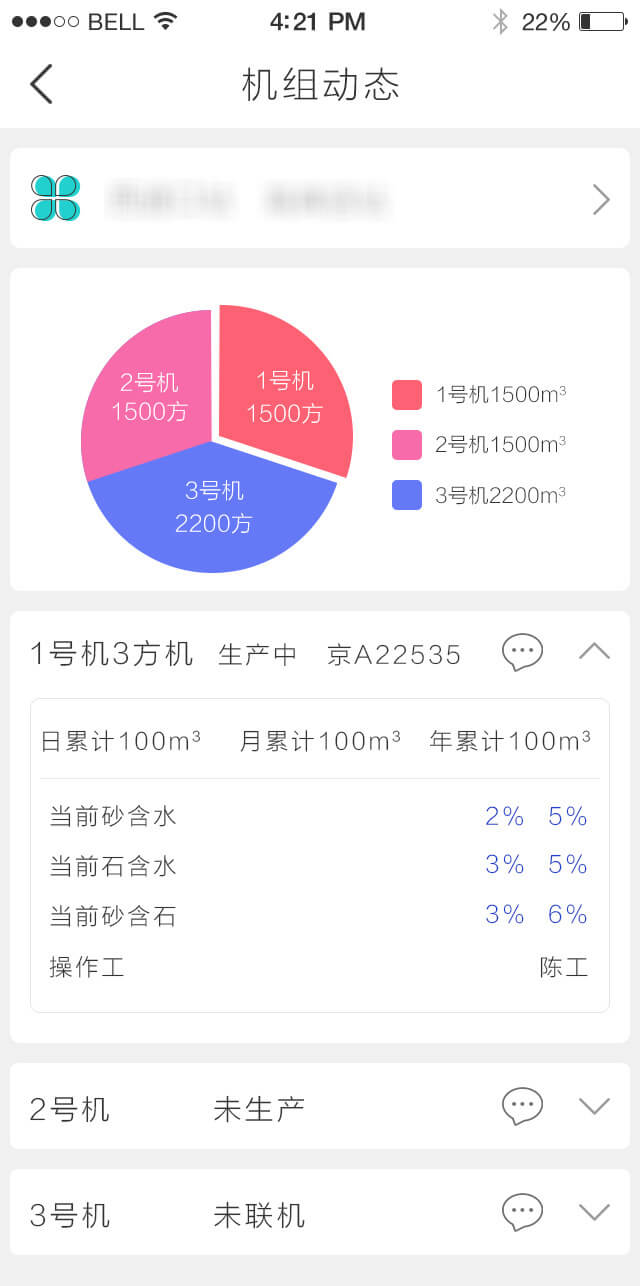 BELL 4:21 PM 22%
机组动态
2号机
1500方
1号机
1500方
3号机
2200方
1号机1500m³
2号机1500m³
3号机2200m³
1号机3方机 生产中 京A22535
日累计100m³ 月累计100m³ 年累计100m³
当前砂含水 2% 5%
当前石含水 3% 5%
当前砂含石 3% 6%
操作工 陈工
2号机 未生产
3号机 未联机